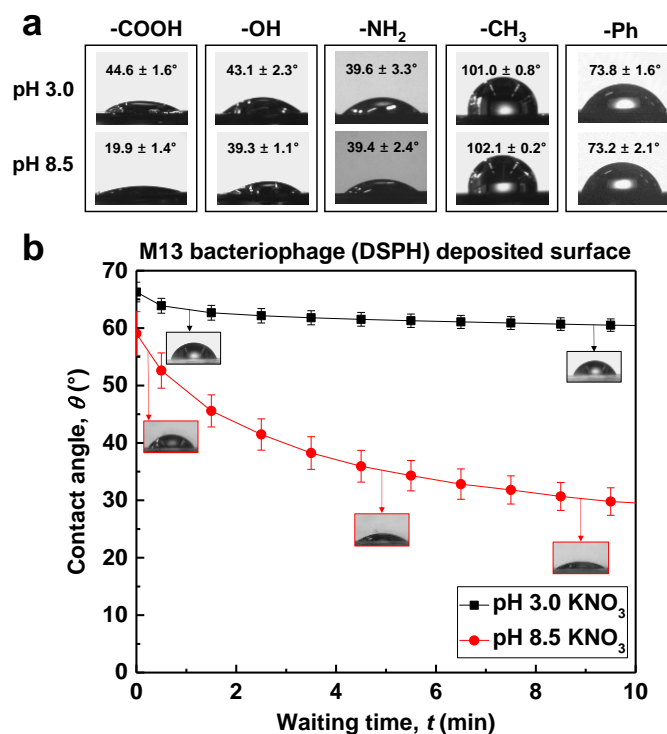 a
-COOH -OH -NH₂ -CH₃ -Ph
pH 3.0
44.6 ± 1.6° 43.1 ± 2.3° 39.6 ± 3.3° 101.0 ± 0.8° 73.8 ± 1.6°
pH 8.5
19.9 ± 1.4° 39.3 ± 1.1° 39.4 ± 2.4° 102.1 ± 0.2° 73.2 ± 2.1°
b
M13 bacteriophage (DSPH) deposited surface
Contact angle, θ (°)
70
60
50
40
30
20
10
0
pH 3.0 KNO₃
pH 8.5 KNO₃
0 2 4 6 8 10
Waiting time, t (min)